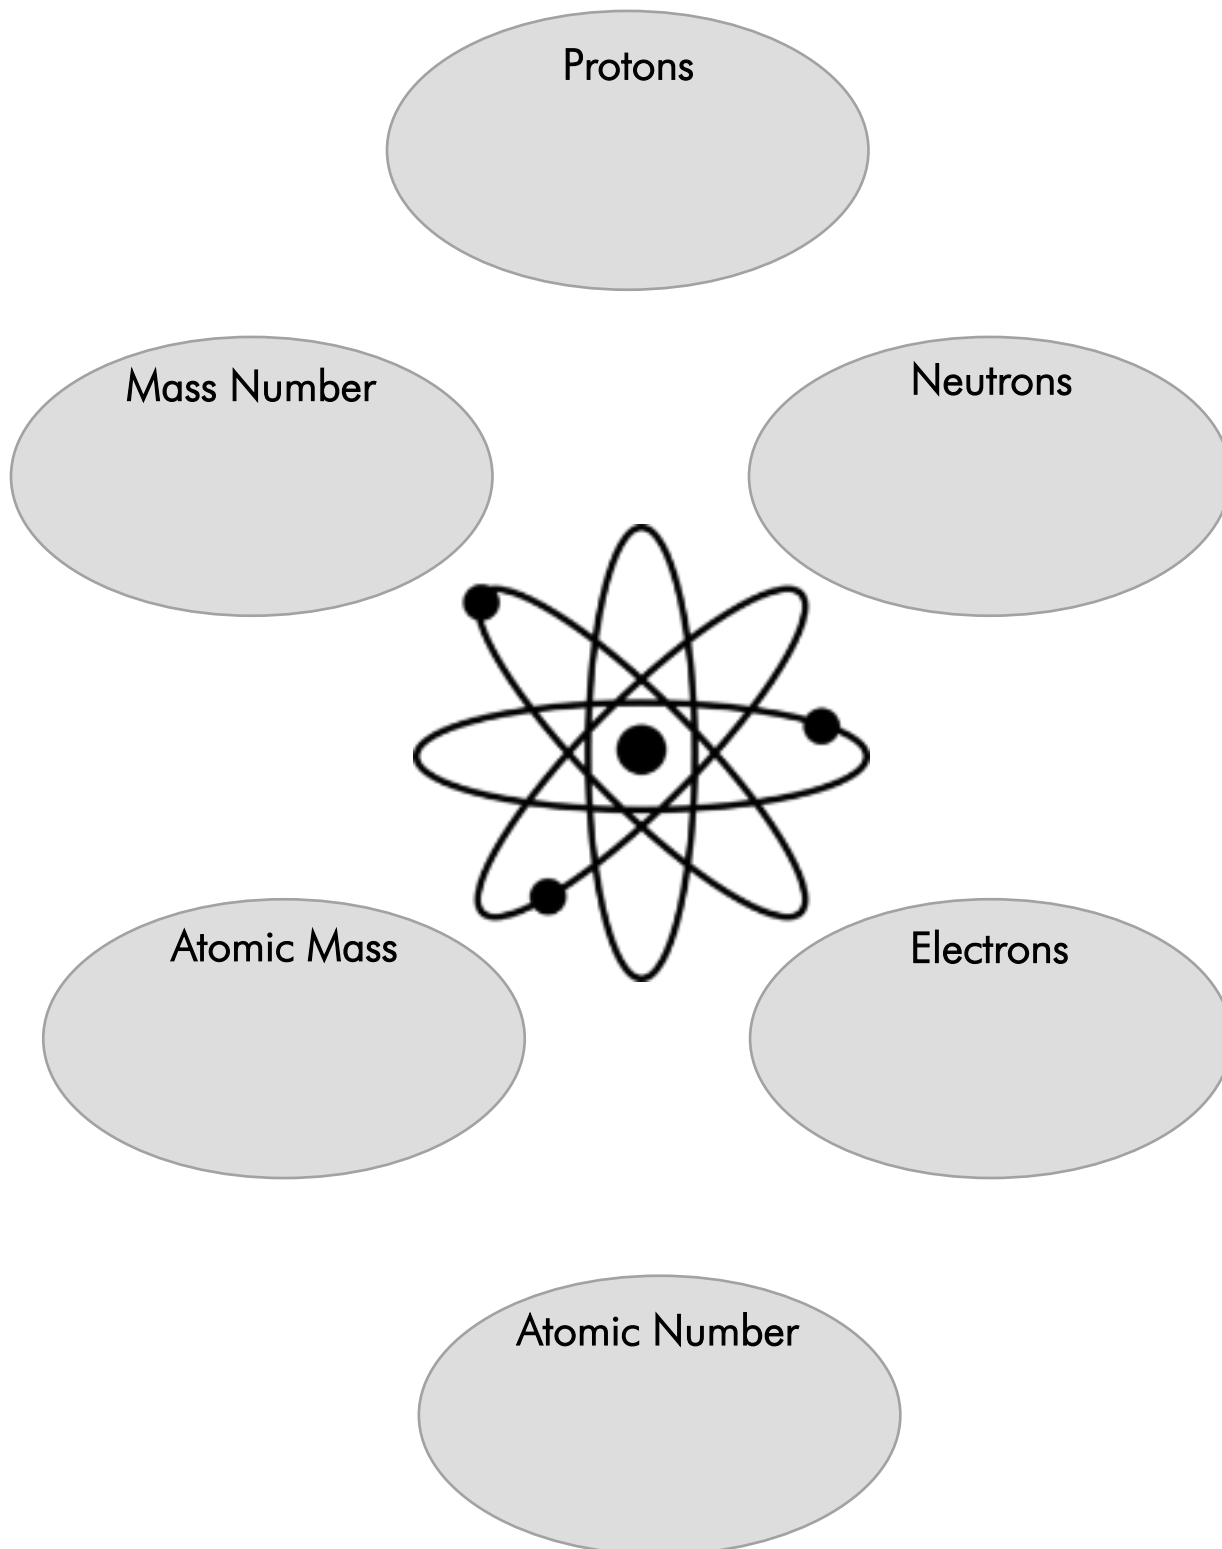 Protons
Mass Number
Neutrons
Atomic Mass
Electrons
Atomic Number